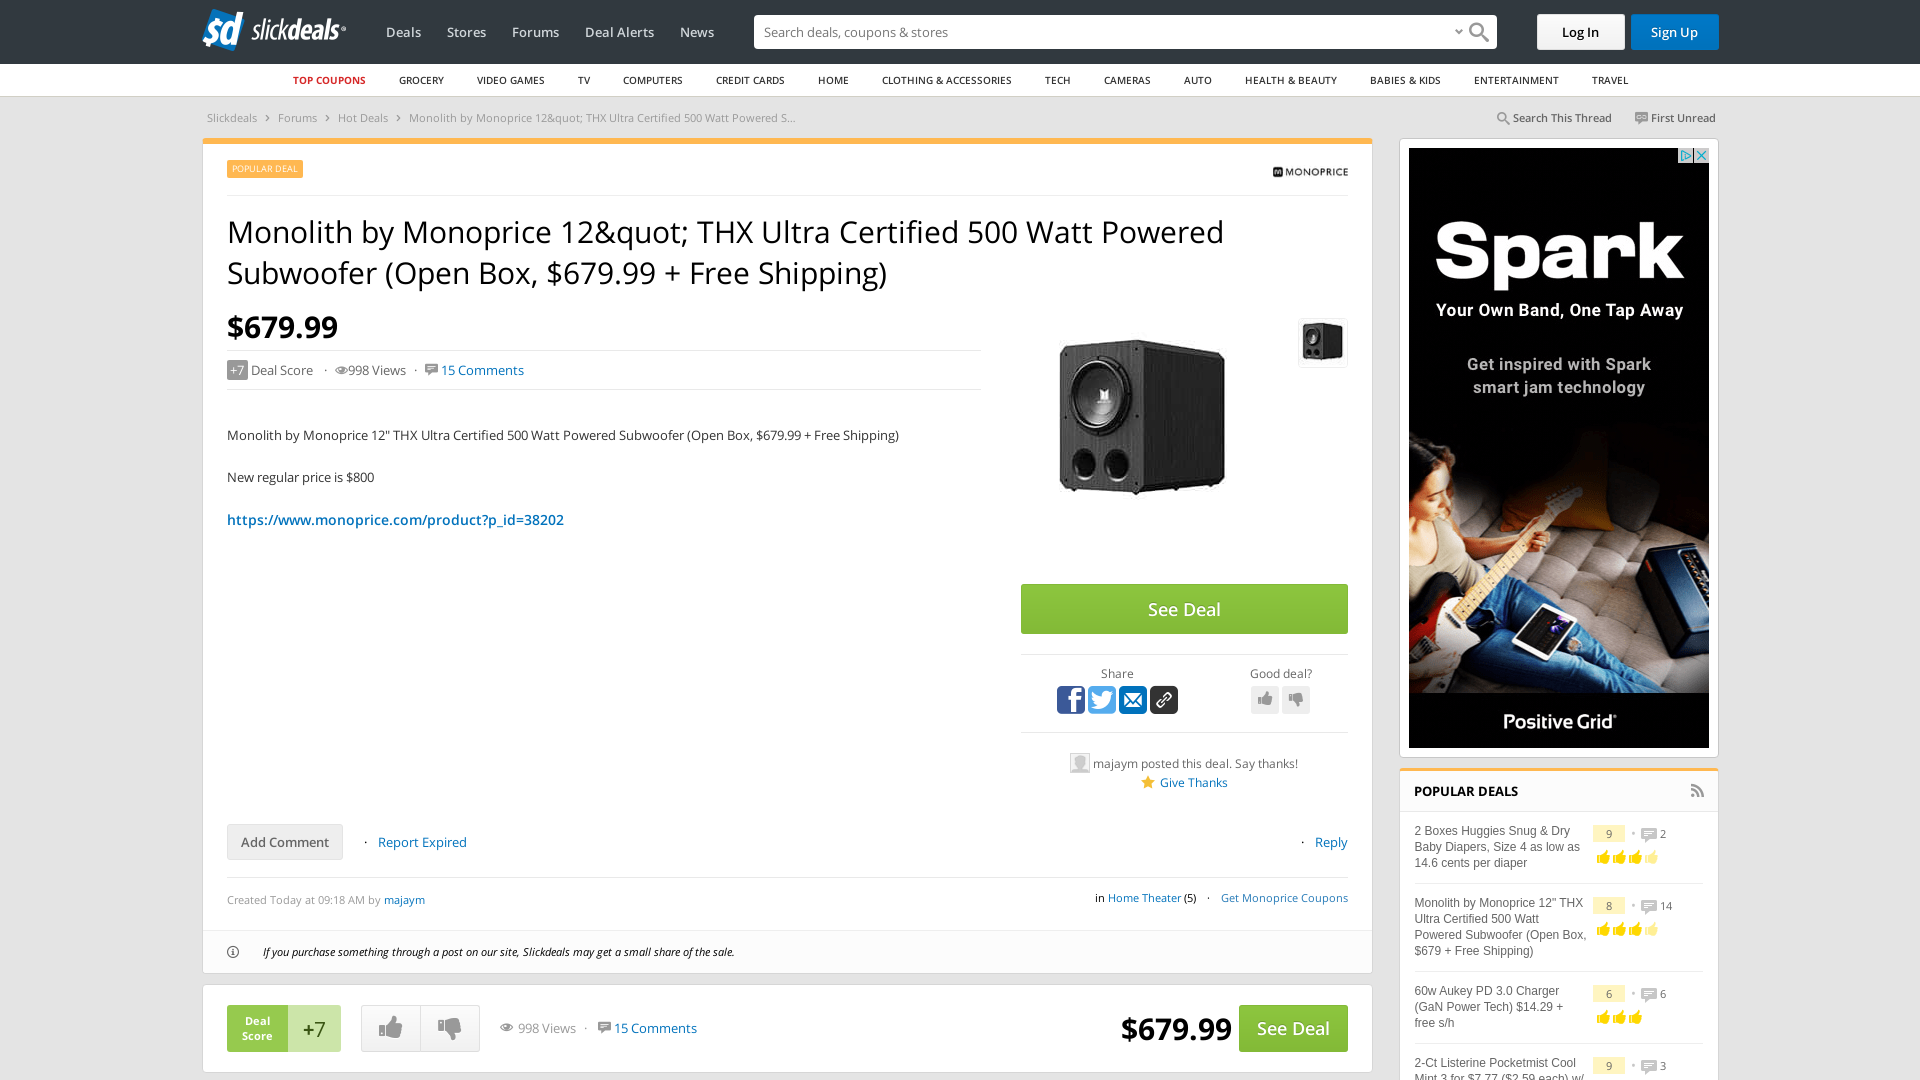 slickdeals
Deals
Stores
Forums
Deal Alerts
News
Search deals, coupons & stores
Log In
Sign Up
TOP COUPONS
GROCERY
VIDEO GAMES
TV
COMPUTERS
CREDIT CARDS
HOME
CLOTHING & ACCESSORIES
TECH
CAMERAS
AUTO
HEALTH & BEAUTY
BABIES & KIDS
ENTERTAINMENT
TRAVEL
Slickdeals > Forums > Hot Deals > Monolith by Monoprice 12&quot; THX Ultra Certified 500 Watt Powered S...
Search This Thread
First Unread
POPULAR DEAL
MONOPRICE
Monolith by Monoprice 12&quot; THX Ultra Certified 500 Watt Powered
Subwoofer (Open Box, $679.99 + Free Shipping)
$679.99
+7 Deal Score · 998 Views · 15 Comments
Monolith by Monoprice 12" THX Ultra Certified 500 Watt Powered Subwoofer (Open Box, $679.99 + Free Shipping)
New regular price is $800
https://www.monoprice.com/product?p_id=38202
See Deal
Share
Good deal?
majaym posted this deal. Say thanks!
Give Thanks
Add Comment · Report Expired
· Reply
Created Today at 09:18 AM by majaym
in Home Theater (5) · Get Monoprice Coupons
If you purchase something through a post on our site, Slickdeals may get a small share of the sale.
Deal
Score
+7
998 Views · 15 Comments
$679.99
See Deal
Spark
Your Own Band, One Tap Away
Get inspired with Spark
smart jam technology
Positive Grid
POPULAR DEALS
2 Boxes Huggies Snug & Dry
Baby Diapers, Size 4 as low as
14.6 cents per diaper
9 • 2
Monolith by Monoprice 12" THX
Ultra Certified 500 Watt
Powered Subwoofer (Open Box,
$679 + Free Shipping)
8 • 14
60w Aukey PD 3.0 Charger
(GaN Power Tech) $14.29 +
free s/h
6 • 6
2-Ct Listerine Pocketmist Cool
Mint 3 for $7.77 ($2.59 each) w/
9 • 3